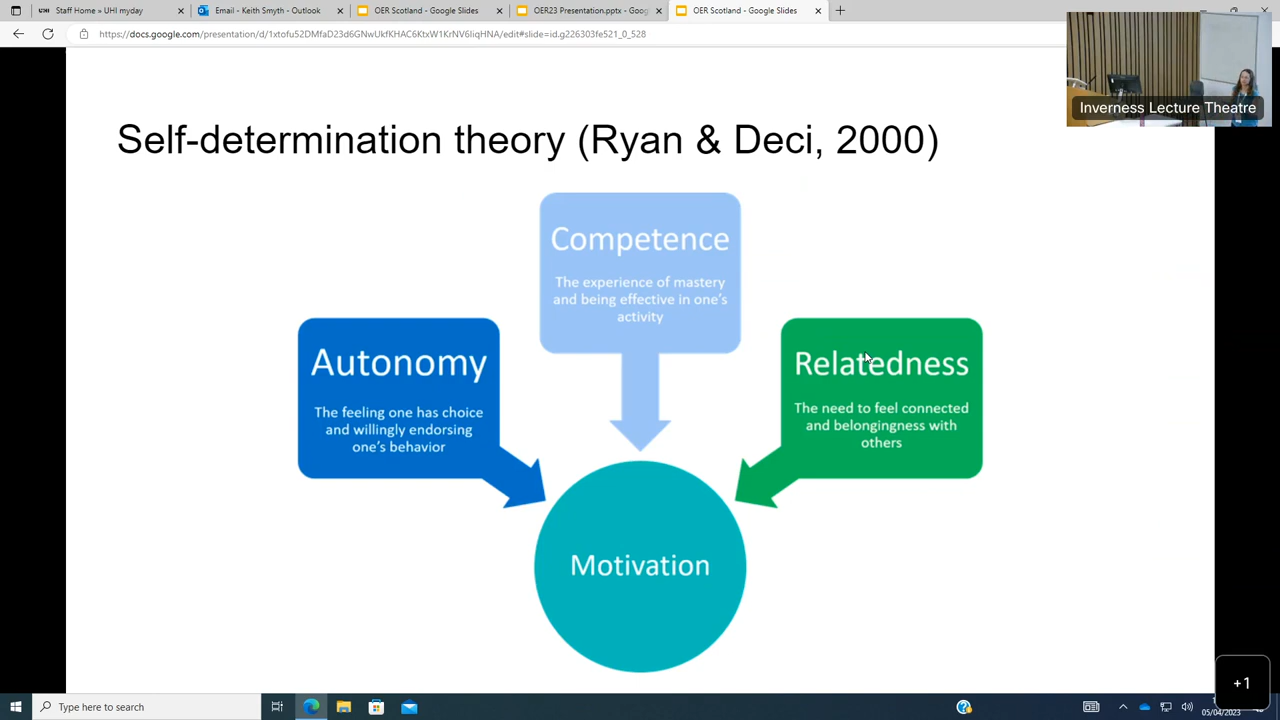 Staff Home » UHI myday
Email - Keith Smyth - Outlook
OER Scotland - Google Slides
OER23 Presentation.pptx - Goog
OER Scotland - Google Slides
https://docs.google.com/presentation/d/1xtofu52DMfaD23d6GNwUkfKHAC6KtxW1KrNV6IiqHNA/edit#slide=id.g226303fe521_0_528
Inverness Lecture Theatre
Self-determination theory (Ryan & Deci, 2000)
Competence
The experience of mastery
and being effective in one's
activity
Autonomy
The feeling one has choice
and willingly endorsing
one's behavior
Relatedness
The need to feel connected
and belongingness with
others
Motivation
+1
Type here to search
05/04/2023